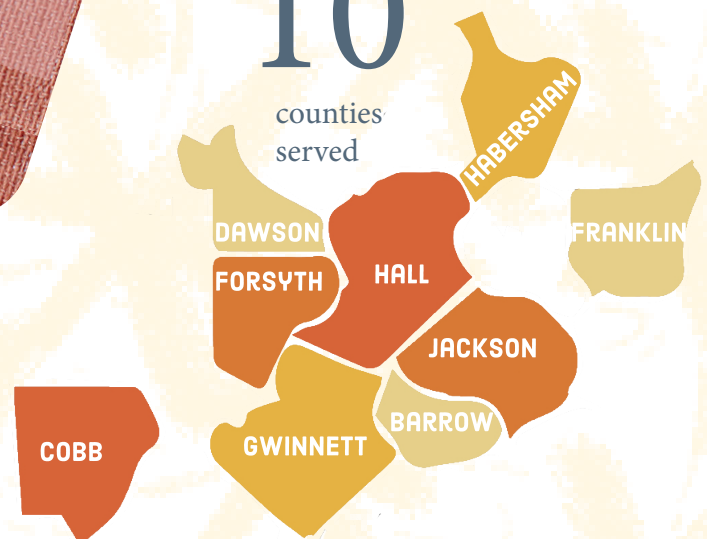 10
counties
served
HABERSHAM
DAWSON
FRANKLIN
FORSYTH
HALL
JACKSON
BARROW
GWINNETT
COBB